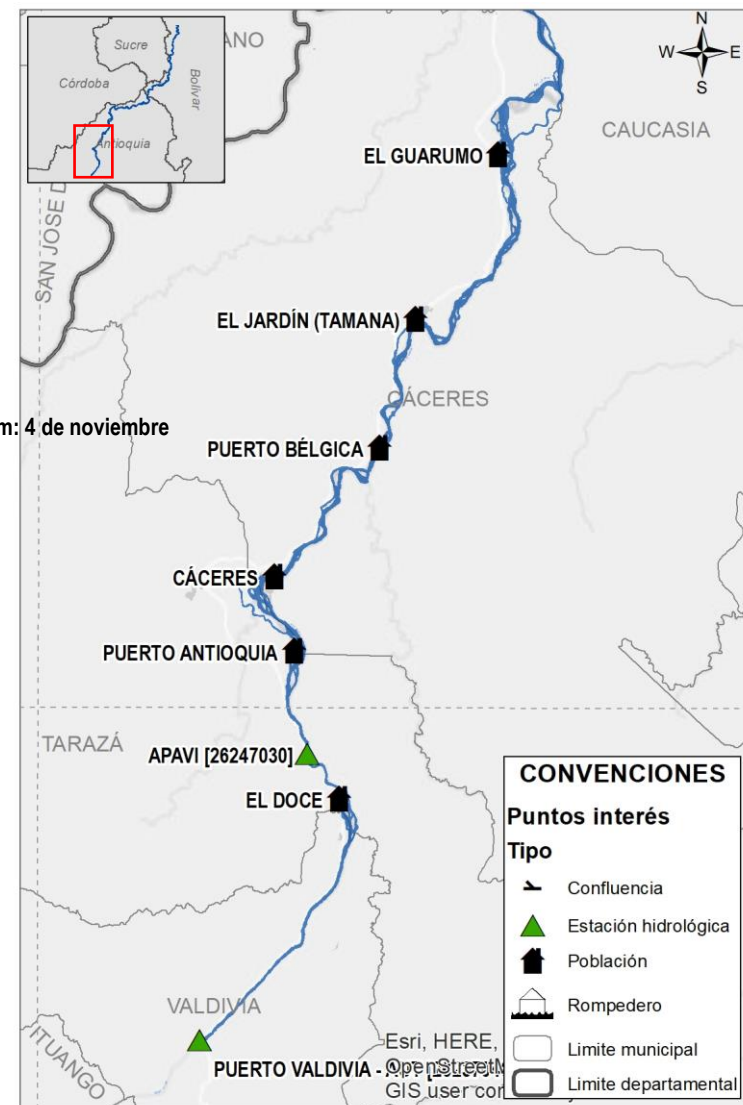 Sucre
Córdoba
Bolivar
Antioquia
N
W
E
S
CAUCASIA
EL GUARUMO
SAN JOSE D
EL JARDÍN (TAMANA)
CÁCERES
m: 4 de noviembre
PUERTO BÉLGICA
CÁCERES
PUERTO ANTIOQUIA
TARAZÁ
APAVI [26247030]
EL DOCE
VALDIVIA
ITUANGO
PUERTO VALDIVIA -
Esri, HERE,
GIS user
CONVENCIONES
Puntos interés
Tipo
Confluencia
Estación hidrológica
Población
Rompedero
Limite municipal
Limite departamental